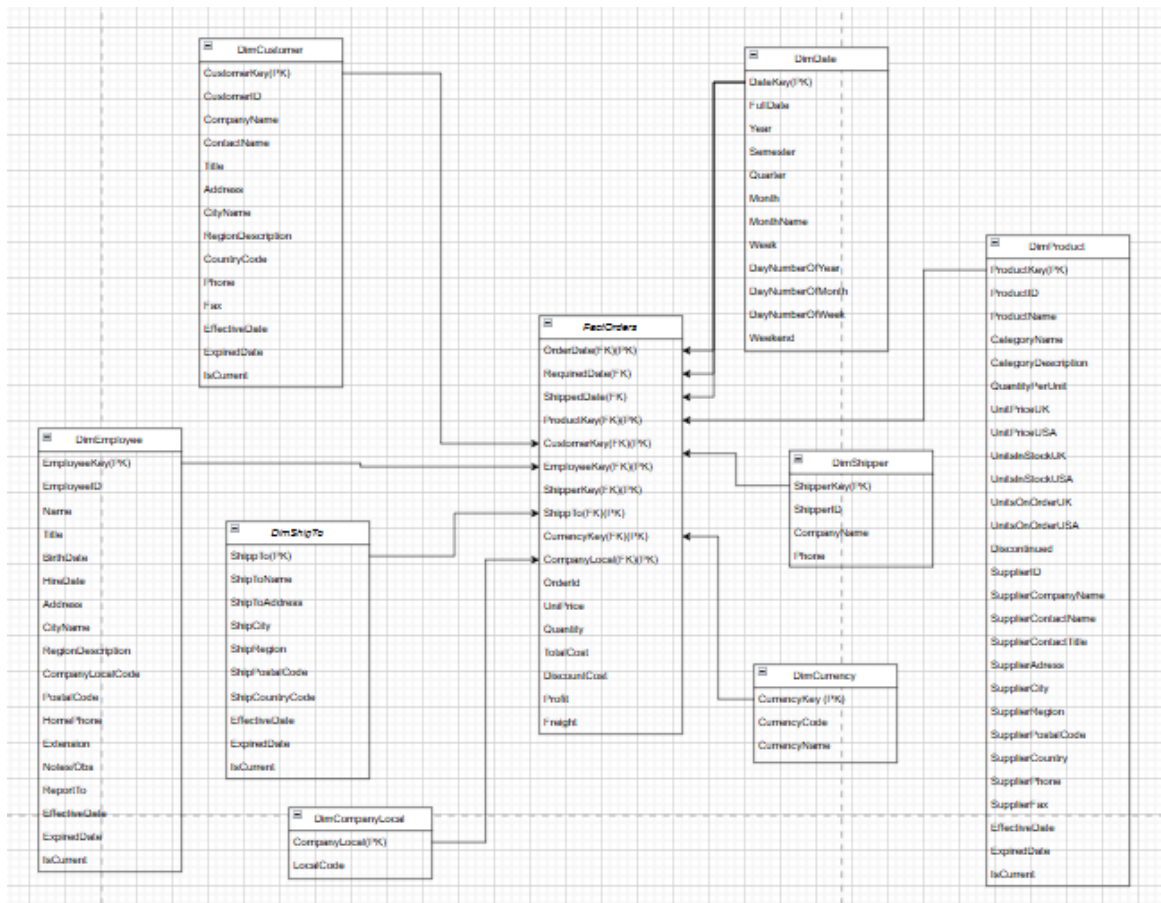 DimCustomer
CustomerKey(PK)
CustomerID
CompanyName
ContactName
Title
Address
CityName
RegionDescription
CountryCode
Phone
Fax
EffectiveDate
ExpiredDate
IsCurrent
DimDate
DateKey(PK)
FullDate
Year
Semester
Quarter
Month
MonthName
Week
DayNumberOfYear
DayNumberOfMonth
DayNumberOfWeek
Weekend
DimProduct
ProductKey(PK)
ProductID
ProductName
CategoryName
CategoryDescription
QuantityPerUnit
UnitPriceUK
UnitPriceUSA
UnitsInStockUK
UnitsInStockUSA
UnitsOnOrderUK
UnitsOnOrderUSA
Discontinued
SupplierID
SupplierCompanyName
SupplierContactName
SupplierContactTitle
SupplierAdress
SupplierCity
SupplierRegion
SupplierPostalCode
SupplierCountry
SupplierPhone
SupplierFax
EffectiveDate
ExpiredDate
IsCurrent
FactOrders
OrderDate(FK)(PK)
RequiredDate(FK)
ShippedDate(FK)
ProductKey(FK)(PK)
CustomerKey(FK)(PK)
EmployeeKey(FK)(PK)
ShipperKey(FK)(PK)
ShippTo(FK)(PK)
CurrencyKey(FK)(PK)
CompanyLocal(FK)(PK)
OrderId
UniPrice
Quantity
TotalCost
DiscountCost
Profit
Freight
DimEmployee
EmployeeKey(PK)
EmployeeID
Name
Title
BirthDate
HireDate
Address
CityName
RegionDescription
CompanyLocalCode
PostalCode
HomePhone
Extension
Notes/Obs
ReportTo
EffectiveDate
ExpiredDate
IsCurrent
DimShipTo
ShippTo(PK)
ShipToName
ShipToAddress
ShipCity
ShipRegion
ShipPostalCode
ShipCountryCode
EffectiveDate
ExpiredDate
IsCurrent
DimShipper
ShipperKey(PK)
ShipperID
CompanyName
Phone
DimCurrency
CurrencyKey (PK)
CurrencyCode
CurrencyName
DimCompanyLocal
CompanyLocal(PK)
LocalCode